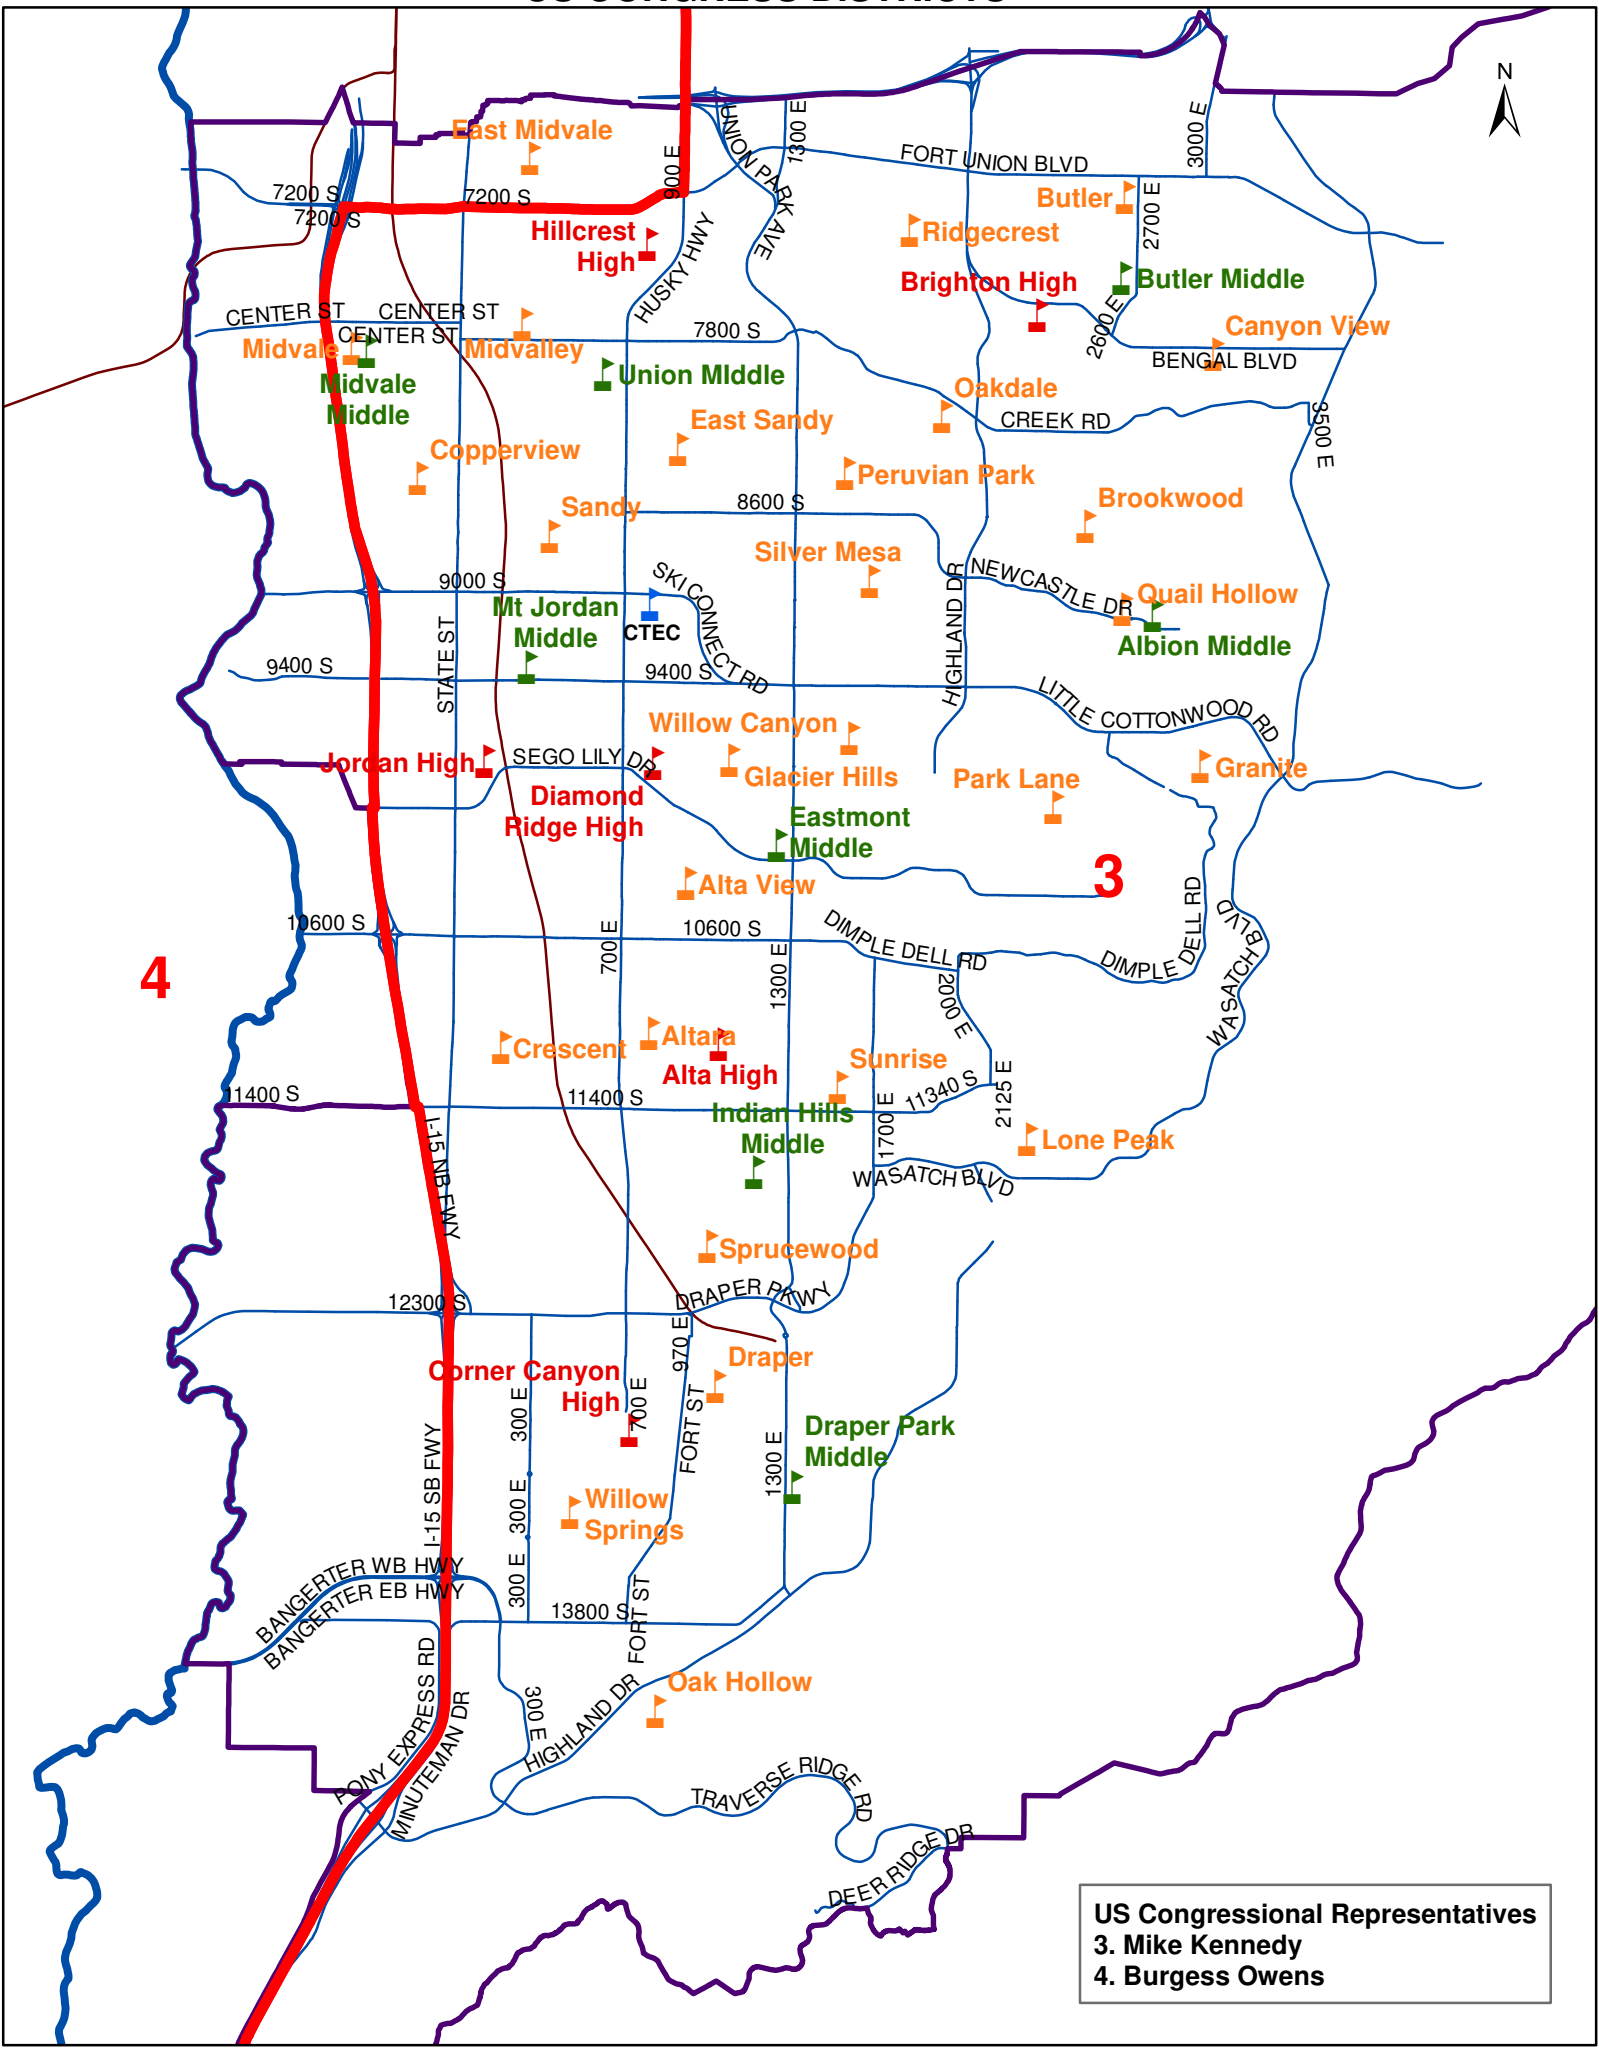 US CONGRESS DISTRICTS
N
East Midvale
UNION PARK AVE
1300 E
3000 E
FORT UNION BLVD
900 E
7200 S
7200 S
7200 S
Butler
2700 E
Ridgecrest
Hillcrest
High
HUSKY HWY
Brighton High
Butler Middle
CENTER ST
CENTER ST
CENTER ST
7800 S
2600 E
Canyon View
BENGAL BLVD
Midvale
Midvalley
Midvale
Middle
Union MIddle
Oakdale
CREEK RD
3500 E
East Sandy
Copperview
Peruvian Park
Sandy
8600 S
Brookwood
Silver Mesa
9000 S
SKI CONNECT RD
HIGHLAND DR
NEWCASTLE DR
Quail Hollow
Mt Jordan
Middle
CTEC
Albion Middle
STATE ST
9400 S
9400 S
LITTLE COTTONWOOD RD
Willow Canyon
Jordan High
SEGO LILY DR
Glacier Hills
Park Lane
Granite
Diamond
Ridge High
Eastmont
Middle
3
Alta View
DIMPLE DELL RD
WASATCH BLVD
10600 S
10600 S
700 E
1300 E
DIMPLE DELL RD
4
2000 E
Crescent
Altara
Alta High
Sunrise
11400 S
11400 S
11340 S
2125 E
1700 E
Indian Hills
Middle
I-15 NB FWY
Lone Peak
WASATCH BLVD
Sprucewood
12300 S
DRAPER PKWY
970 E
Corner Canyon
High
Draper
300 E
700 E
FORT ST
1300 E
Draper Park
Middle
I-15 SB FWY
300 E
Willow
Springs
BANGERTER WB HWY
BANGERTER EB HWY
300 E
13800 S
FORT ST
PONY EXPRESS RD
MINUTEMAN DR
300 E
HIGHLAND DR
Oak Hollow
TRAVERSE RIDGE RD
DEER RIDGE DR
US Congressional Representatives
3. Mike Kennedy
4. Burgess Owens